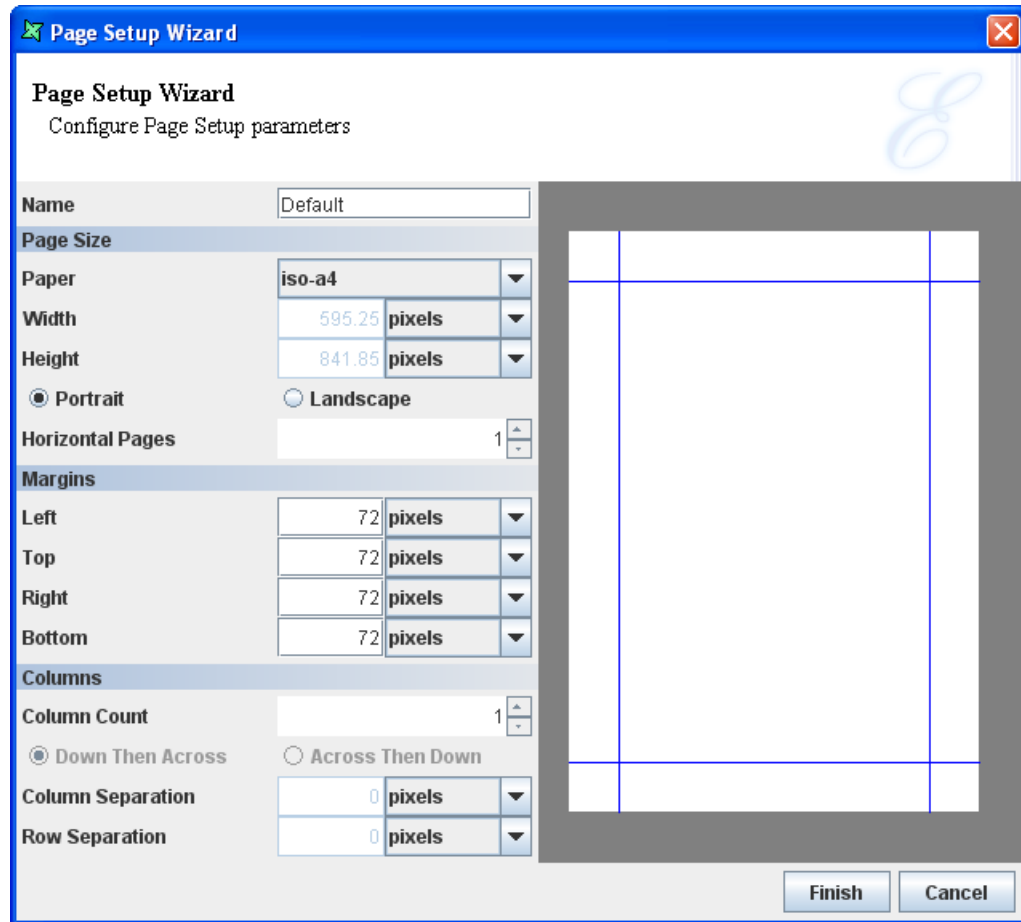 Page Setup Wizard
Page Setup Wizard
Configure Page Setup parameters
Name Default
Page Size
Paper iso-a4
Width 595.25 pixels
Height 841.85 pixels
Portrait Landscape
Horizontal Pages 1
Margins
Left 72 pixels
Top 72 pixels
Right 72 pixels
Bottom 72 pixels
Columns
Column Count 1
Down Then Across Across Then Down
Column Separation 0 pixels
Row Separation 0 pixels
Finish Cancel